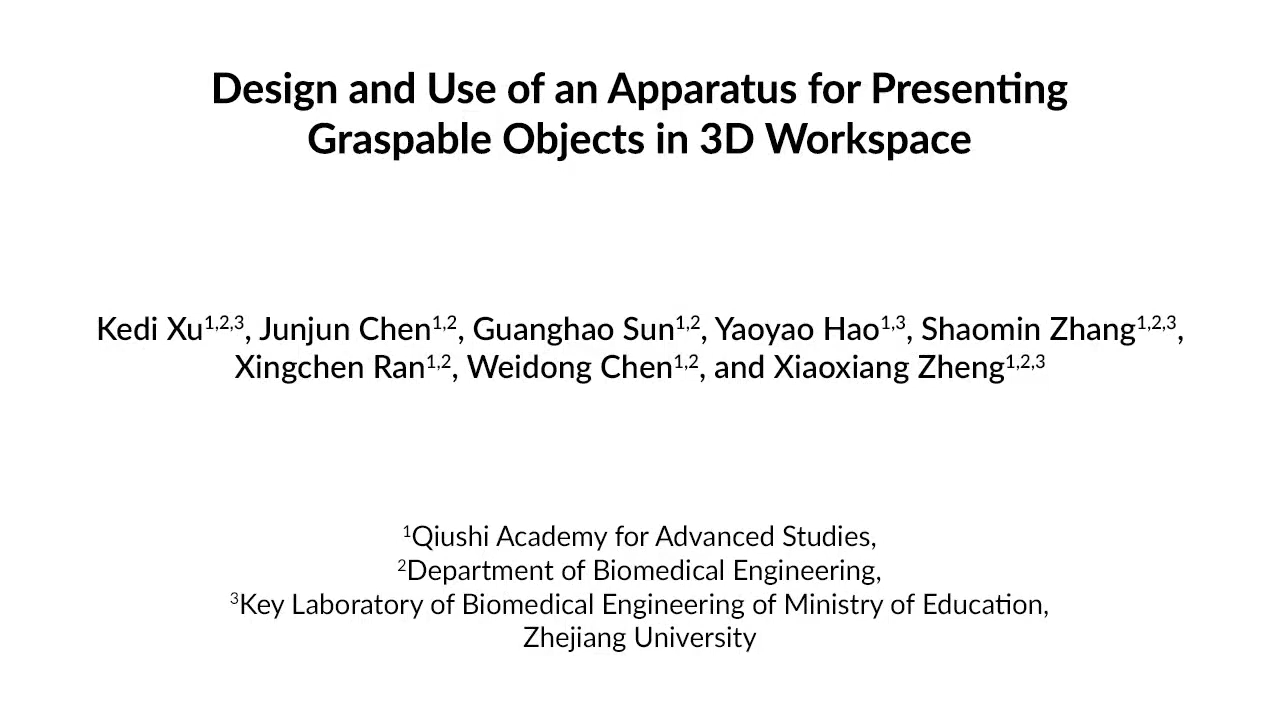 Design and Use of an Apparatus for Presenting
Graspable Objects in 3D Workspace
Kedi Xu1,2,3, Junjun Chen1,2, Guanghao Sun1,2, Yaoyao Hao1,3, Shaomin Zhang1,2,3,
Xingchen Ran1,2, Weidong Chen1,2, and Xiaoxiang Zheng1,2,3
1Qiushi Academy for Advanced Studies,
2Department of Biomedical Engineering,
3Key Laboratory of Biomedical Engineering of Ministry of Education,
Zhejiang University